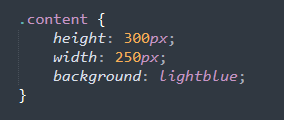 .content {
    height: 300px;
    width: 250px;
    background: lightblue;
}